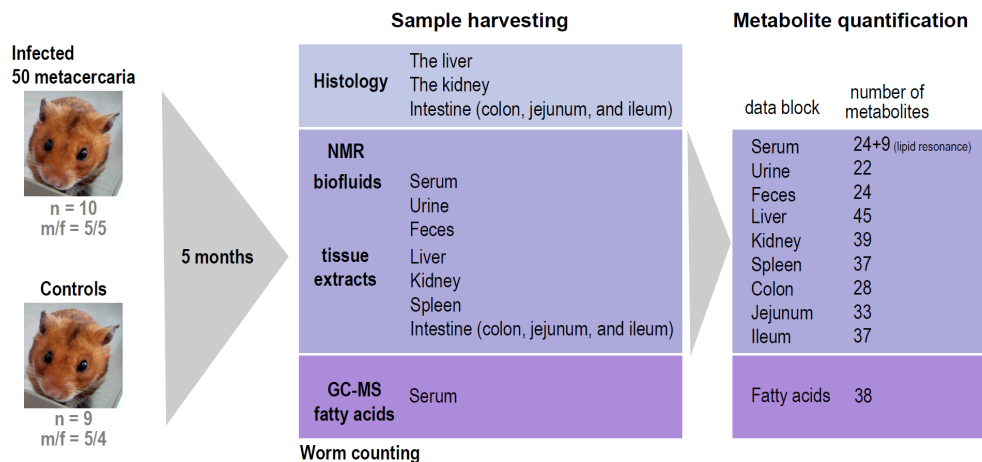 Sample harvesting
Metabolite quantification
Infected
50 metacercaria
n = 10
m/f = 5/5
Controls
n = 9
m/f = 5/4
5 months
Histology
The liver
The kidney
Intestine (colon, jejunum, and ileum)
NMR
biofluids
Serum
Urine
Feces
tissue
extracts
Liver
Kidney
Spleen
Intestine (colon, jejunum, and ileum)
GC-MS
fatty acids
Serum
Worm counting
data block
number of
metabolites
Serum 24+9 (lipid resonance)
Urine 22
Feces 24
Liver 45
Kidney 39
Spleen 37
Colon 28
Jejunum 33
Ileum 37
Fatty acids 38